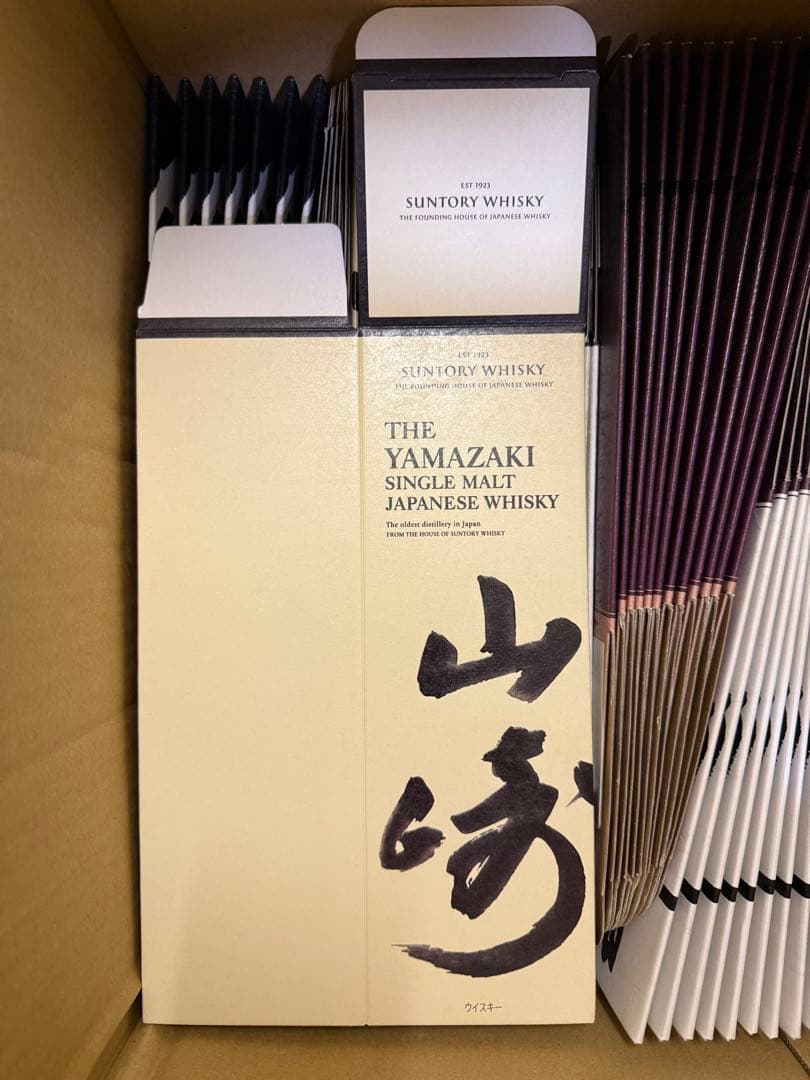 EST 1923
SUNTORY WHISKY
THE FOUNDING HOUSE OF JAPANESE WHISKY
EST 1923
SUNTORY WHISKY
THE FOUNDING HOUSE OF JAPANESE WHISKY
THE
YAMAZAKI
SINGLE MALT
JAPANESE WHISKY
The oldest distillery in Japan
FROM THE HOUSE OF SUNTORY WHISKY
山
崎
ウイスキー